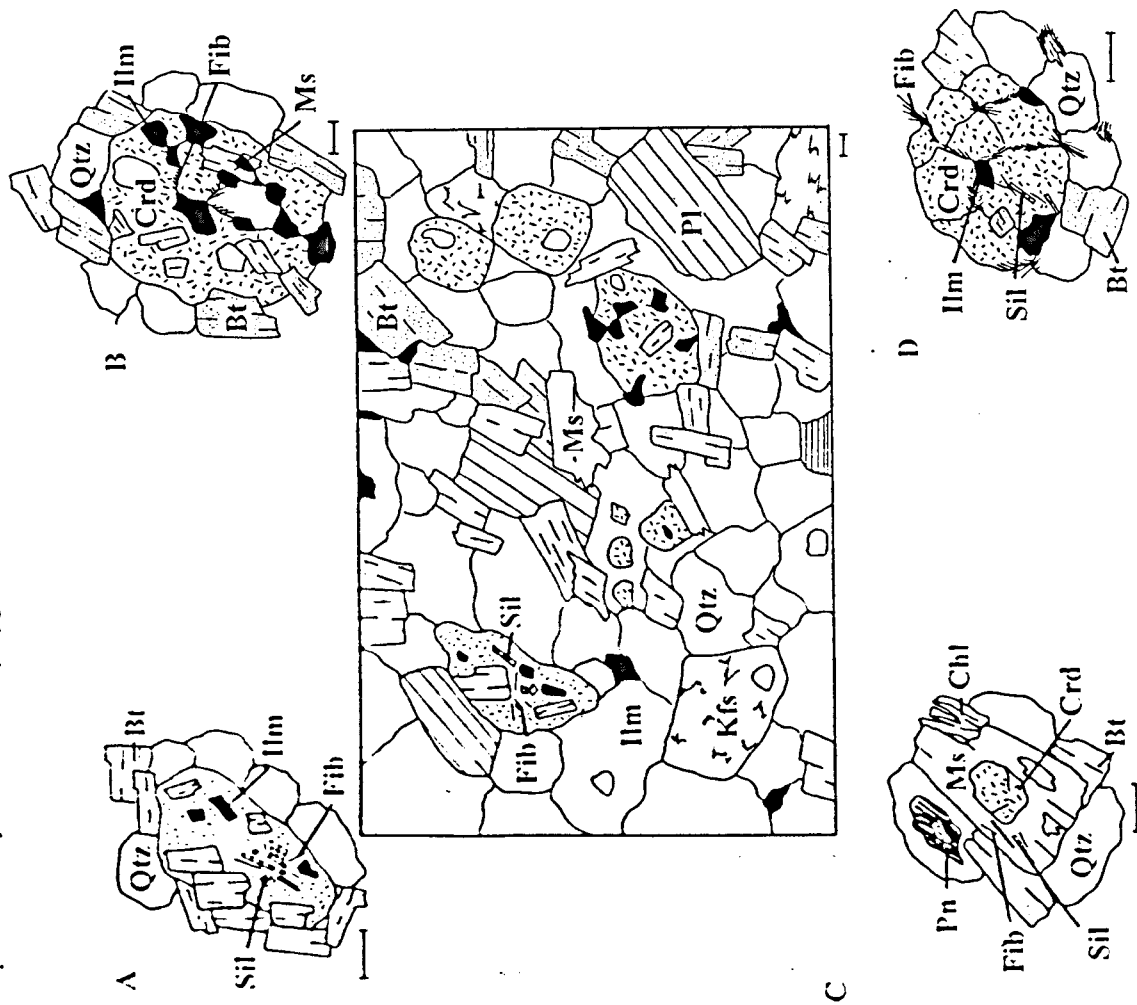 A
Bt
Qtz
Ilm
Fib
Sil
B
Ilm
Fib
Ms
Qtz
Crd
Bt
Bt
Pl
Ms
Sil
Fib
Ilm
Qtz
Kfs
C
Chl
Ms
Crd
Bt
Pn
Fib
Sil
Qtz
D
Fib
Crd
Qtz
Ilm
Sil
Bt